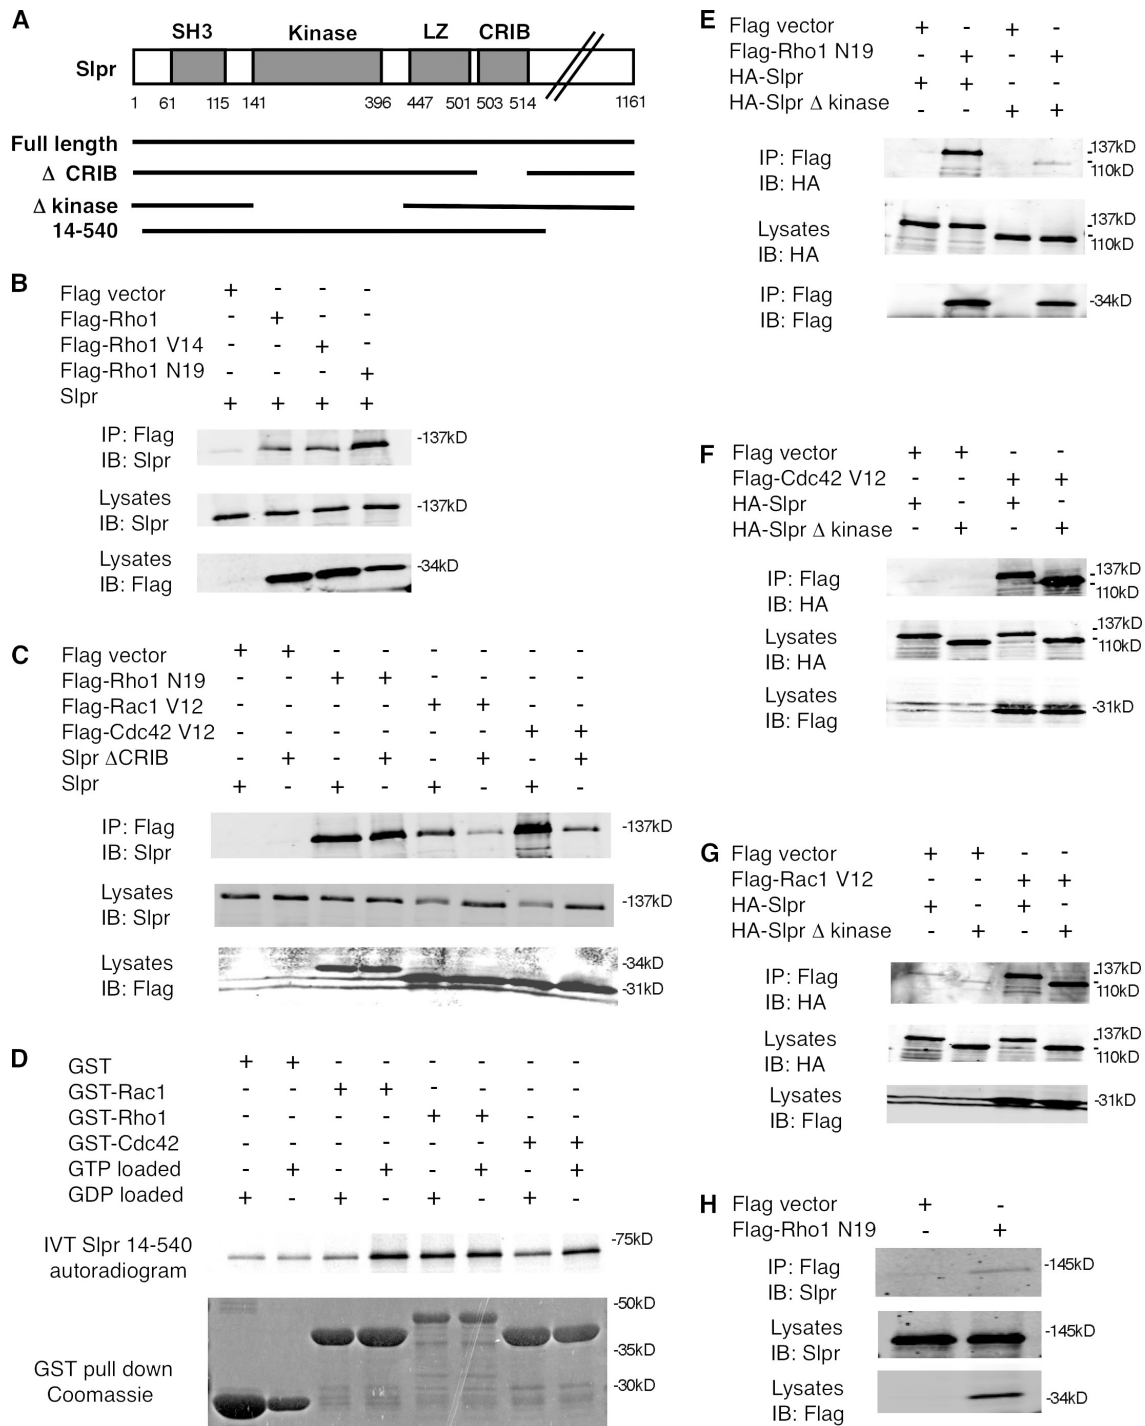 A
SH3 Kinase LZ CRIB
Slpr
1 61 115 141 396 447 501 503 514 1161
Full length
Δ CRIB
Δ kinase
14-540
B
Flag vector + - - -
Flag-Rho1 - + - -
Flag-Rho1 V14 - - + -
Flag-Rho1 N19 - - - +
Slpr + + + +
IP: Flag
IB: Slpr
-137kD
Lysates
IB: Slpr
-137kD
Lysates
IB: Flag
-34kD
C
Flag vector + + - - - - - -
Flag-Rho1 N19 - - + + - - - -
Flag-Rac1 V12 - - - - + + - -
Flag-Cdc42 V12 - - - - - - + +
Slpr ΔCRIB - + - + - + - +
Slpr + - + - + - + -
IP: Flag
IB: Slpr
-137kD
Lysates
IB: Slpr
-137kD
Lysates
IB: Flag
-34kD
-31kD
D
GST + + - - - - - -
GST-Rac1 - - + + - - - -
GST-Rho1 - - - - + + - -
GST-Cdc42 - - - - - - + +
GTP loaded - + - + - + - +
GDP loaded + - + - + - + -
IVT Slpr 14-540
autoradiogram
-75kD
GST pull down
Coomassie
-50kD
-35kD
-30kD
E
Flag vector + - + -
Flag-Rho1 N19 - + - +
HA-Slpr + + - -
HA-Slpr Δ kinase - - + +
IP: Flag
IB: HA
-137kD
-110kD
Lysates
IB: HA
-137kD
-110kD
IP: Flag
IB: Flag
-34kD
F
Flag vector + + - -
Flag-Cdc42 V12 - - + +
HA-Slpr + - + -
HA-Slpr Δ kinase - + - +
IP: Flag
IB: HA
-137kD
-110kD
Lysates
IB: HA
-137kD
-110kD
Lysates
IB: Flag
-31kD
G
Flag vector + + - -
Flag-Rac1 V12 - - + +
HA-Slpr + - + -
HA-Slpr Δ kinase - + - +
IP: Flag
IB: HA
-137kD
-110kD
Lysates
IB: HA
-137kD
-110kD
Lysates
IB: Flag
-31kD
H
Flag vector + -
Flag-Rho1 N19 - +
IP: Flag
IB: Slpr
-145kD
Lysates
IB: Slpr
-145kD
Lysates
IB: Flag
-34kD